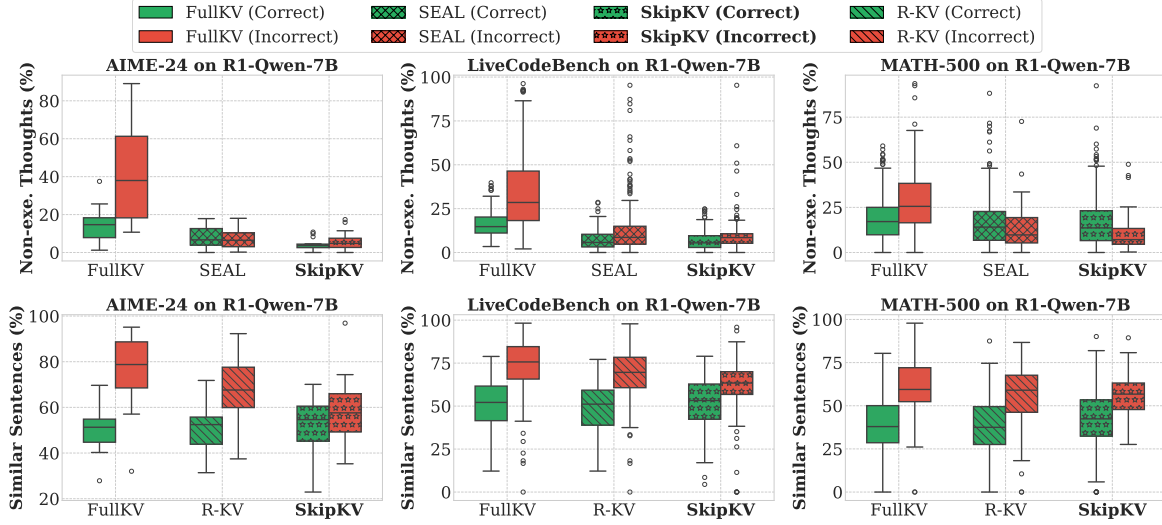 FullKV (Correct) SEAL (Correct) SkipKV (Correct) R-KV (Correct)
FullKV (Incorrect) SEAL (Incorrect) SkipKV (Incorrect) R-KV (Incorrect)
AIME-24 on R1-Qwen-7B
Non-exe. Thoughts (%)
80
60
40
20
0
FullKV SEAL SkipKV
LiveCodeBench on R1-Qwen-7B
Non-exe. Thoughts (%)
100
75
50
25
0
FullKV SEAL SkipKV
MATH-500 on R1-Qwen-7B
Non-exe. Thoughts (%)
75
50
25
0
FullKV SEAL SkipKV
AIME-24 on R1-Qwen-7B
Similar Sentences (%)
100
80
60
40
20
FullKV R-KV SkipKV
LiveCodeBench on R1-Qwen-7B
Similar Sentences (%)
100
75
50
25
0
FullKV R-KV SkipKV
MATH-500 on R1-Qwen-7B
Similar Sentences (%)
100
75
50
25
0
FullKV R-KV SkipKV